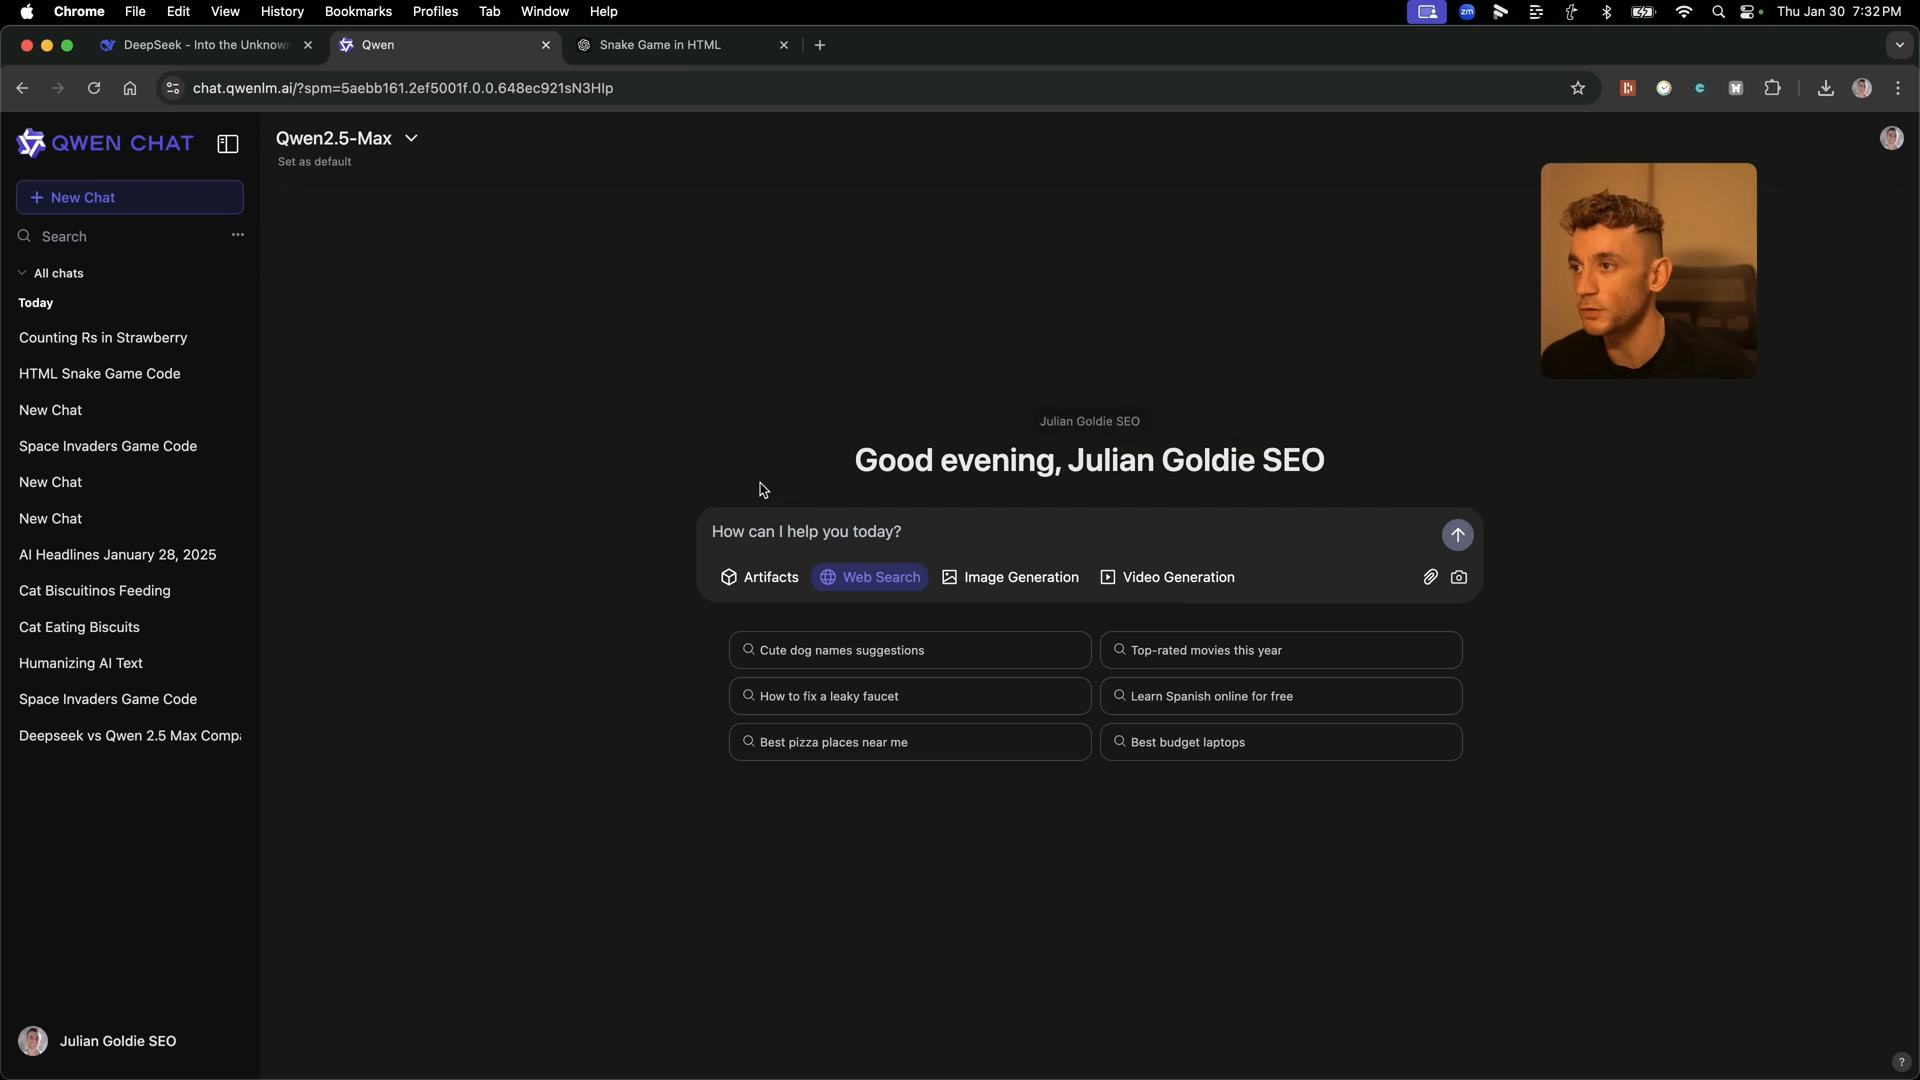 Chrome File Edit View History Bookmarks Profiles Tab Window Help zm Thu Jan 30 7:32 PM
DeepSeek - Into the Unknown Qwen Snake Game in HTML
chat.qwenlm.ai/?spm=5aebb161.2ef5001f.0.0.648ec921sN3HIp
QWEN CHAT
Qwen2.5-Max
Set as default
New Chat
Search
All chats
Today
Counting Rs in Strawberry
HTML Snake Game Code
New Chat
Space Invaders Game Code
New Chat
New Chat
AI Headlines January 28, 2025
Cat Biscuitinos Feeding
Cat Eating Biscuits
Humanizing AI Text
Space Invaders Game Code
Deepseek vs Qwen 2.5 Max Compa
Julian Goldie SEO
Julian Goldie SEO
Good evening, Julian Goldie SEO
How can I help you today?
Artifacts Web Search Image Generation Video Generation
Cute dog names suggestions Top-rated movies this year
How to fix a leaky faucet Learn Spanish online for free
Best pizza places near me Best budget laptops
?